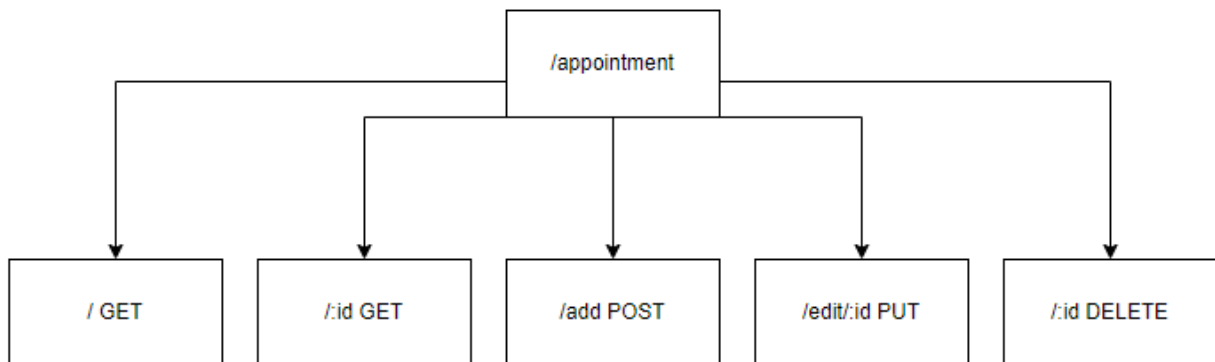 /appointment
/ GET
/:id GET
/add POST
/edit/:id PUT
/:id DELETE